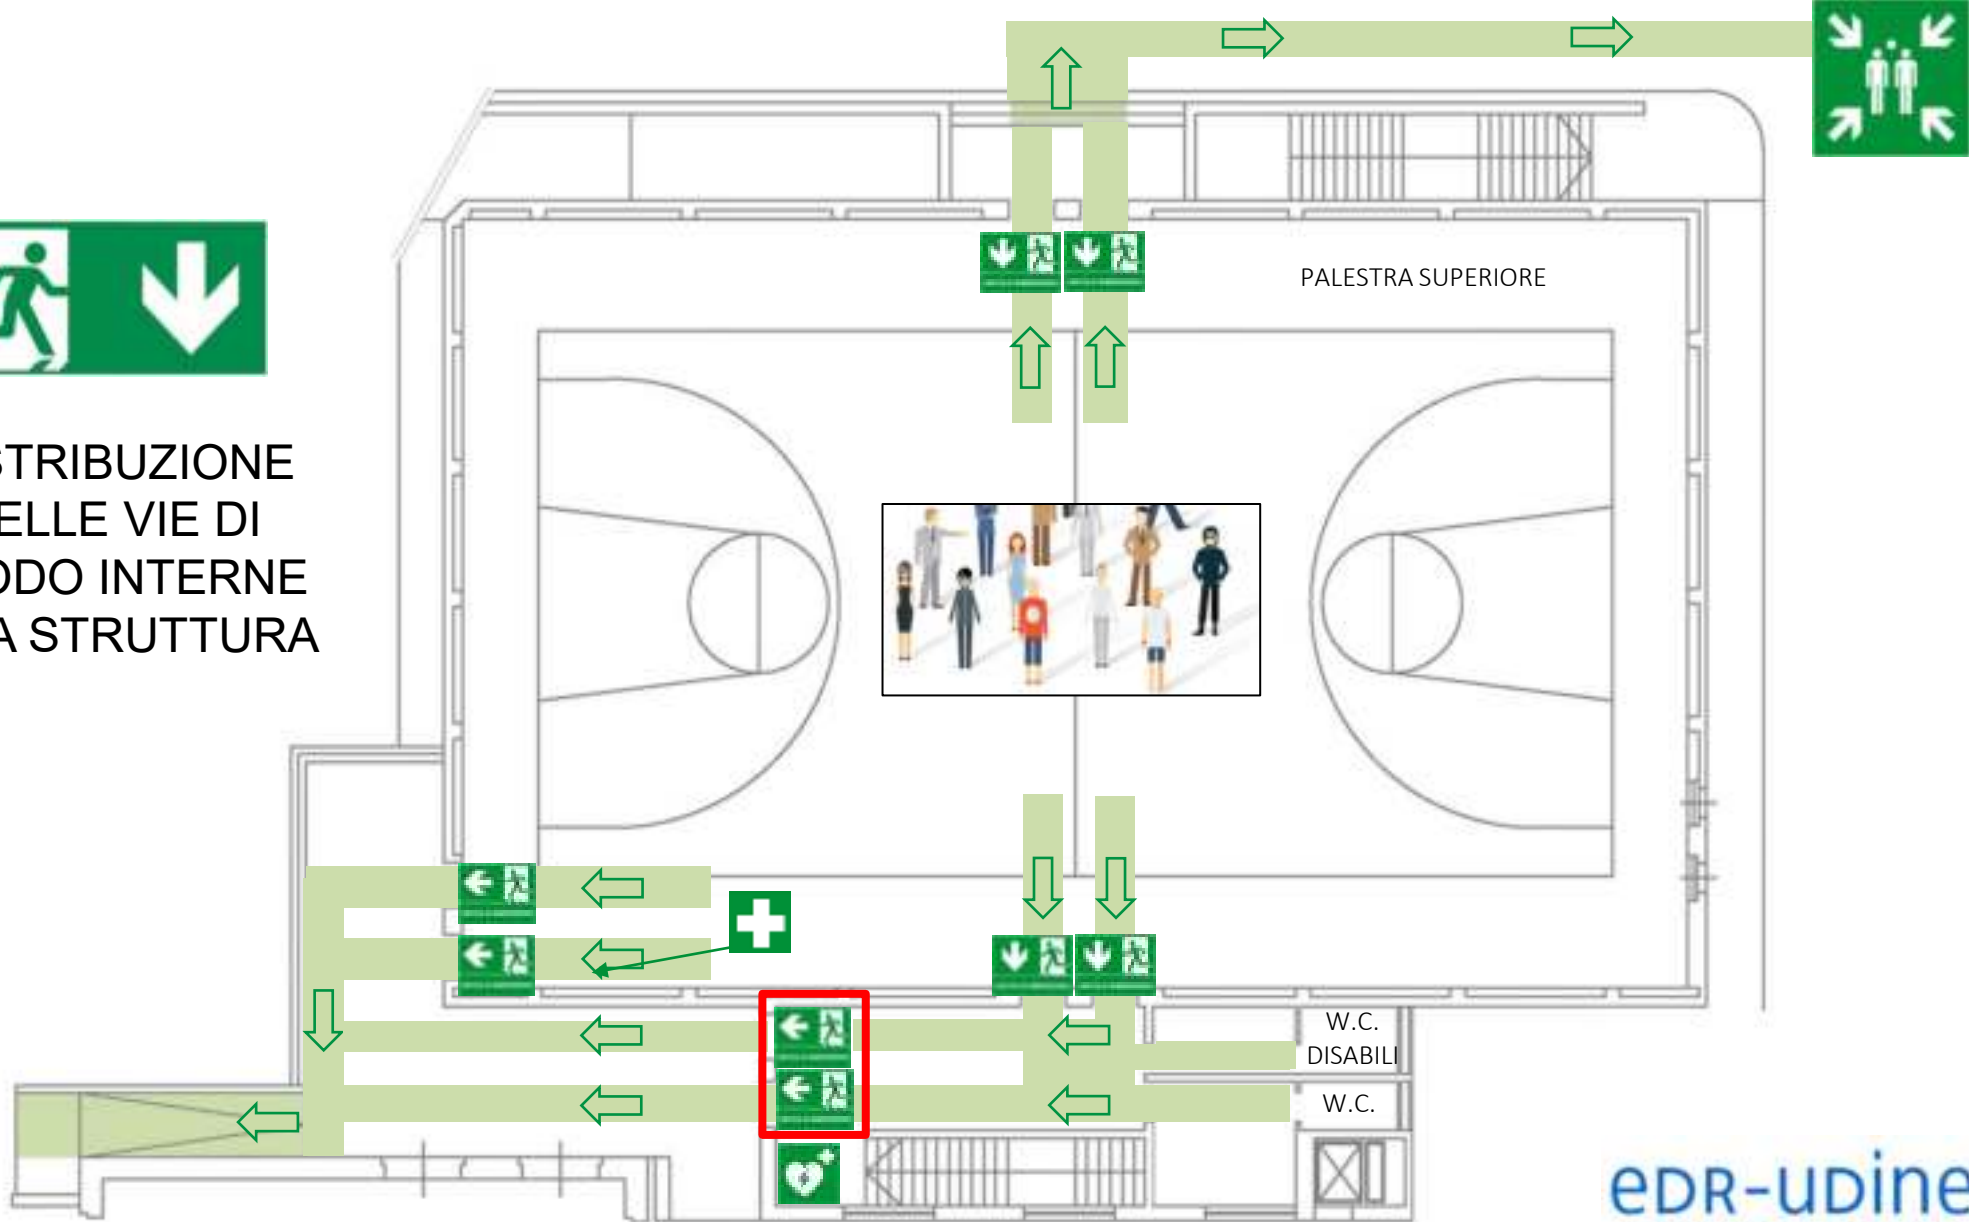 PALESTRA SUPERIORE
STRIBUZIONE
ELLE VIE DI
ODO INTERNE
A STRUTTURA
W.C.
DISABILI
W.C.
eDR-uDine